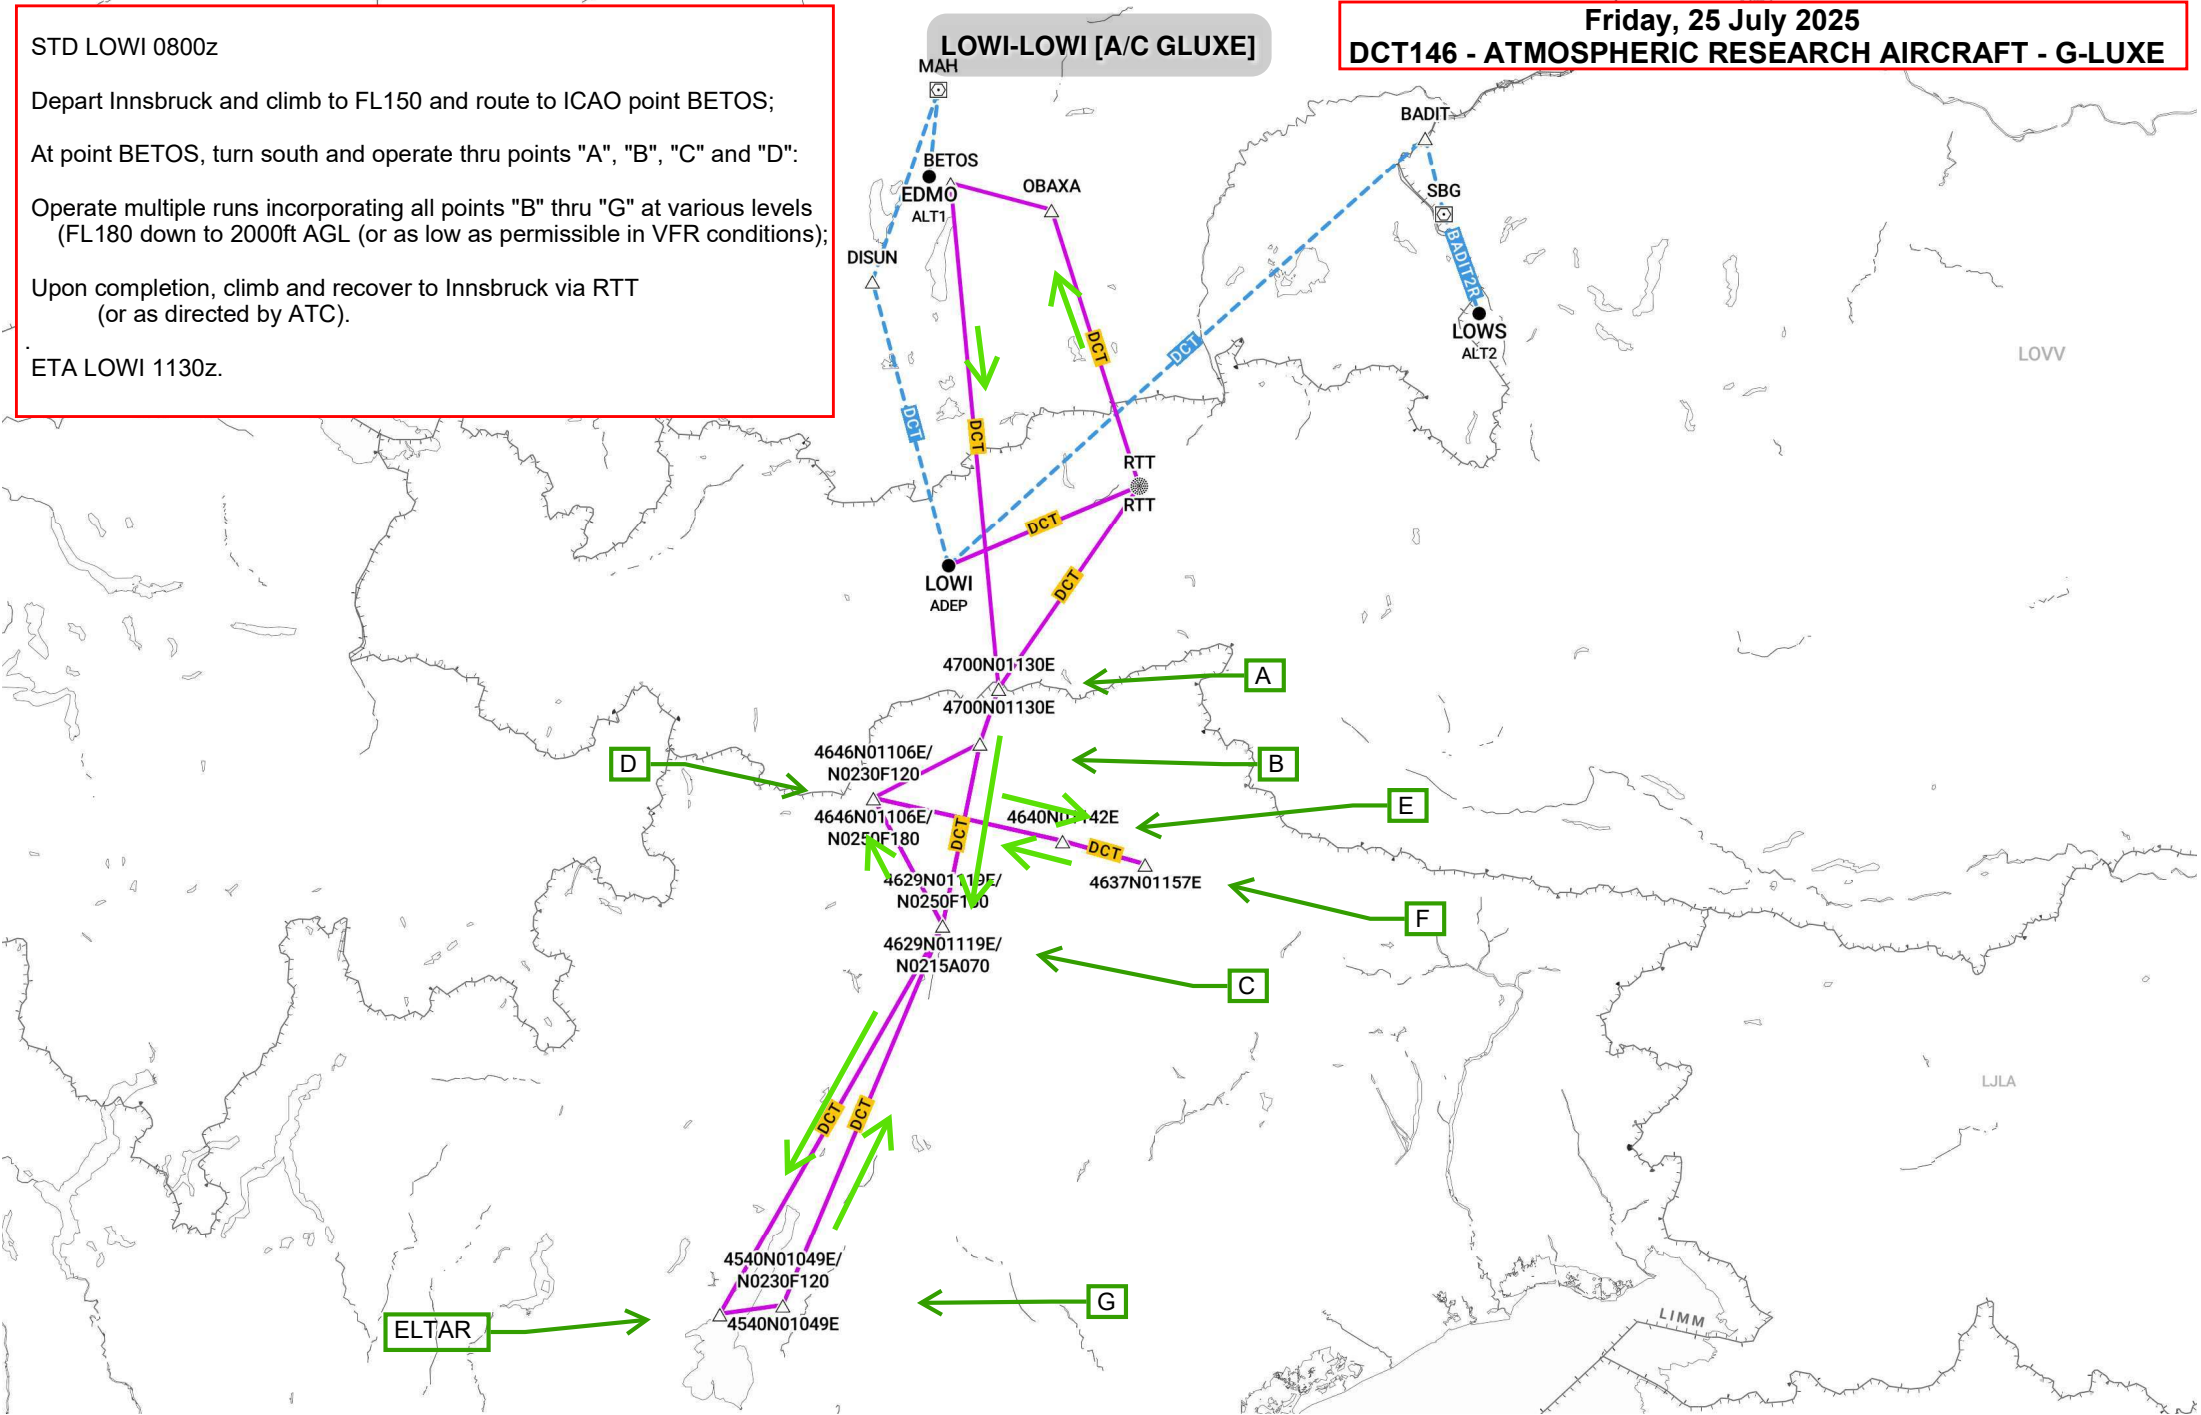 STD LOWI 0800z
Depart Innsbruck and climb to FL150 and route to ICAO point BETOS;
At point BETOS, turn south and operate thru points "A", "B", "C" and "D":
Operate multiple runs incorporating all points "B" thru "G" at various levels
(FL180 down to 2000ft AGL (or as low as permissible in VFR conditions);
Upon completion, climb and recover to Innsbruck via RTT
(or as directed by ATC).
.
ETA LOWI 1130z.
LOWI-LOWI [A/C GLUXE]
Friday, 25 July 2025
DCT146 - ATMOSPHERIC RESEARCH AIRCRAFT - G-LUXE
MAH
BADIT
BETOS
OBAXA
EDMO
ALT1
SBG
BADIT2R
DISUN
LOWS
ALT2
LOVV
DCT
DCT
DCT
DCT
RTT
RTT
DCT
LOWI
ADEP
DCT
4700N01130E
4700N01130E
A
D
B
4646N01106E/
N0230F120
E
4646N01106E/
N0250F180
4640N01142E
DCT
DCT
4637N01157E
4629N01119E/
N0250F180
F
4629N01119E/
N0215A070
C
DCT
DCT
LJLA
4540N01049E/
N0230F120
G
4540N01049E
ELTAR
LIMM